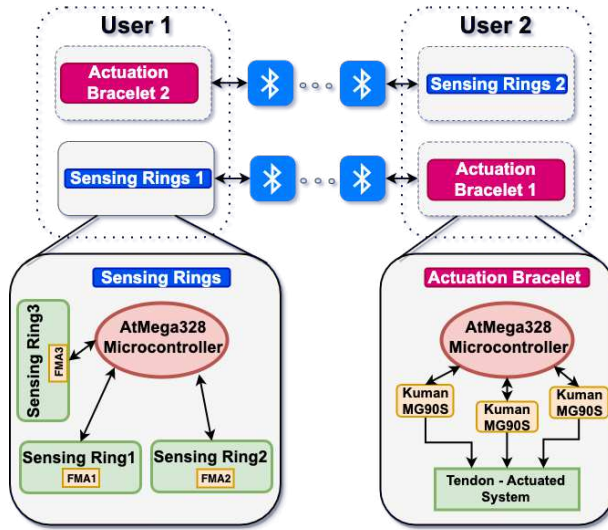 User 1
User 2
Actuation
Bracelet 2
Sensing Rings 2
Sensing Rings 1
Actuation
Bracelet 1
Sensing Rings
AtMega328
Microcontroller
Sensing Ring3
FMA3
Sensing Ring1
FMA1
Sensing Ring2
FMA2
Actuation Bracelet
AtMega328
Microcontroller
Kuman
MG90S
Kuman
MG90S
Kuman
MG90S
Tendon - Actuated
System